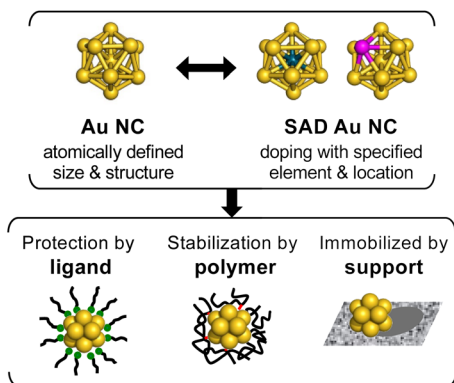 Au NC
SAD Au NC
atomically defined
size & structure
doping with specified
element & location
Protection by
ligand
Stabilization by
polymer
Immobilized by
support